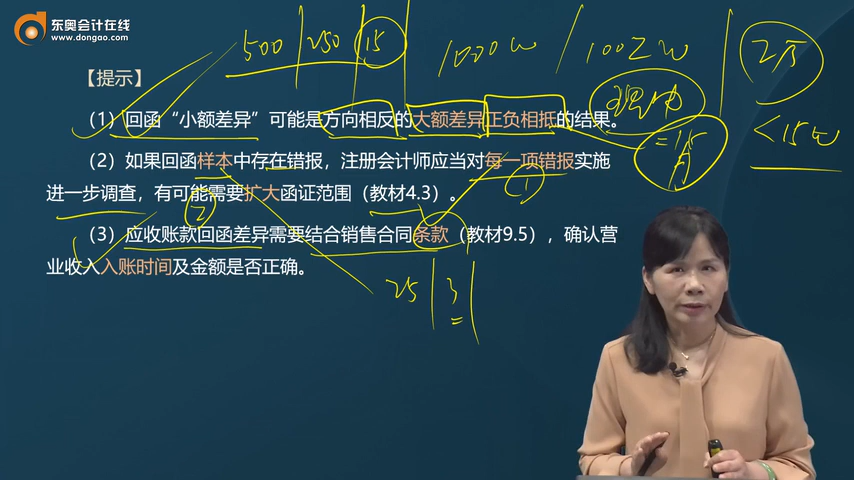 东奥会计在线
www.dongao.com
500 250 15 1000W / 1002W 2万
【提示】
(1)回函“小额差异”可能是方向相反的大额差异正负相抵的结果。
<15W
(2)如果回函样本中存在错报,注册会计师应当对每一项错报实施
①
进一步调查,有可能需要扩大函证范围(教材4.3)。
②
(3)应收账款回函差异需要结合销售合同条款(教材9.5),确认营
业收入入账时间及金额是否正确。
25 3